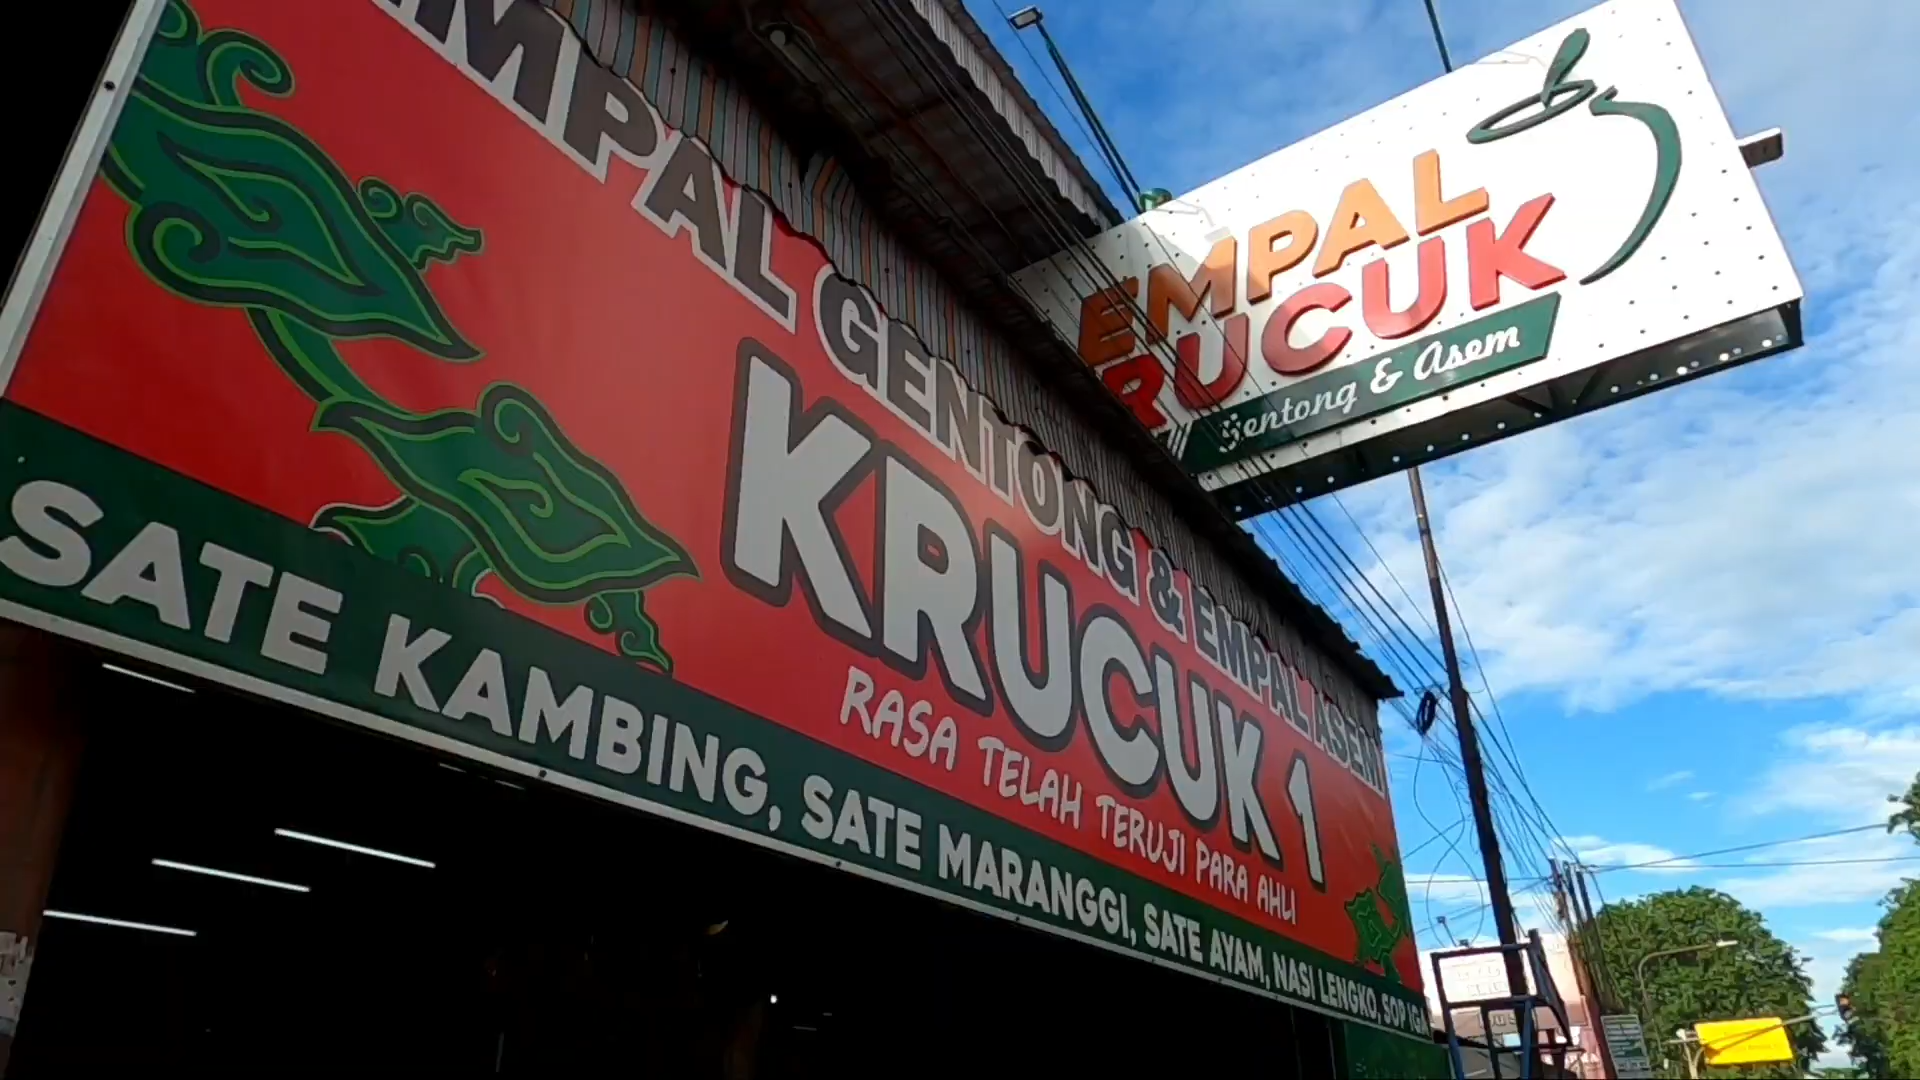 EMPAL GENTONG & EMPAL ASEM
KRUCUK 1
RASA TELAH TERUJI PARA AHLI
SATE KAMBING, SATE MARANGGI, SATE AYAM, NASI LENGKO, SOP IGA
EMPAL
KRUCUK
Gentong & Asem